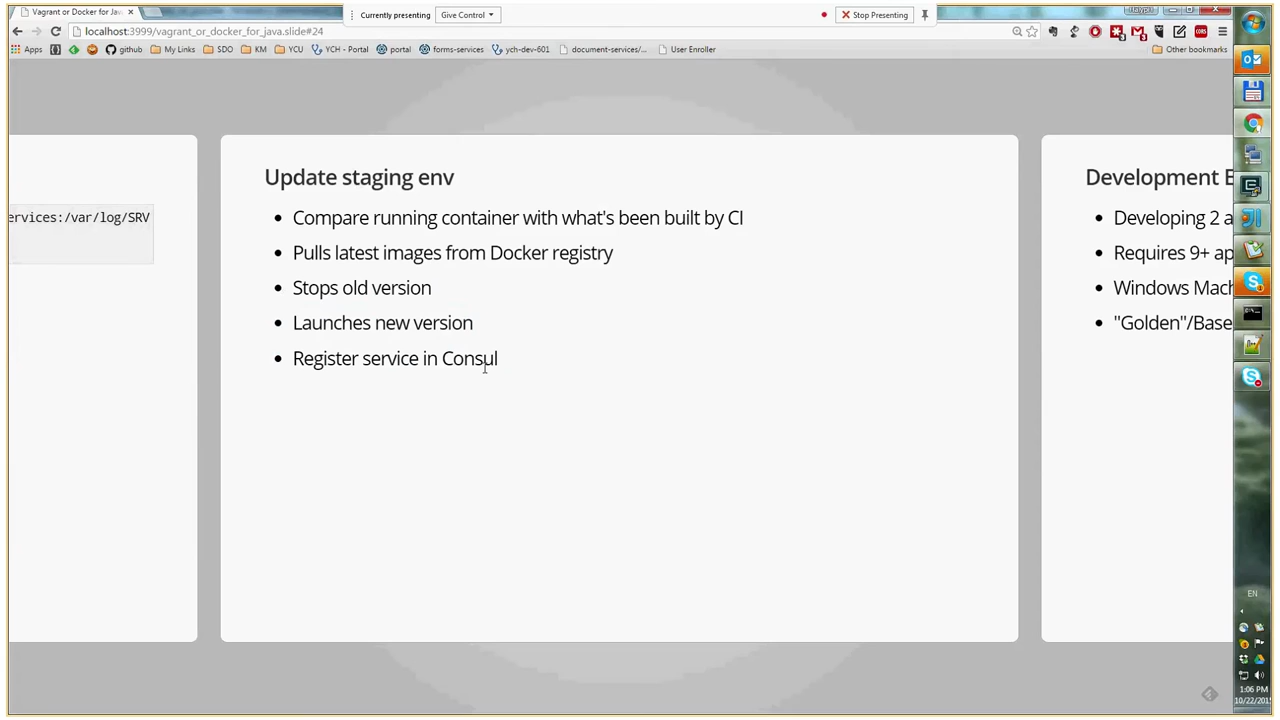 Vagrant or Docker for Jav
Currently presenting
Give Control
Stop Presenting
localhost:3999/vagrant_or_docker_for_java.slide#24
Apps
github
My Links
SDO
KM
YCU
YCH - Portal
portal
forms-services
ych-dev-601
document-services/...
User Enroller
Other bookmarks
ervices:/var/log/SRV
Update staging env
• Compare running container with what's been built by CI
• Pulls latest images from Docker registry
• Stops old version
• Launches new version
• Register service in Consul
Development E
• Developing 2 a
• Requires 9+ ap
• Windows Mach
• "Golden"/Base
EN
1:06 PM
10/22/201